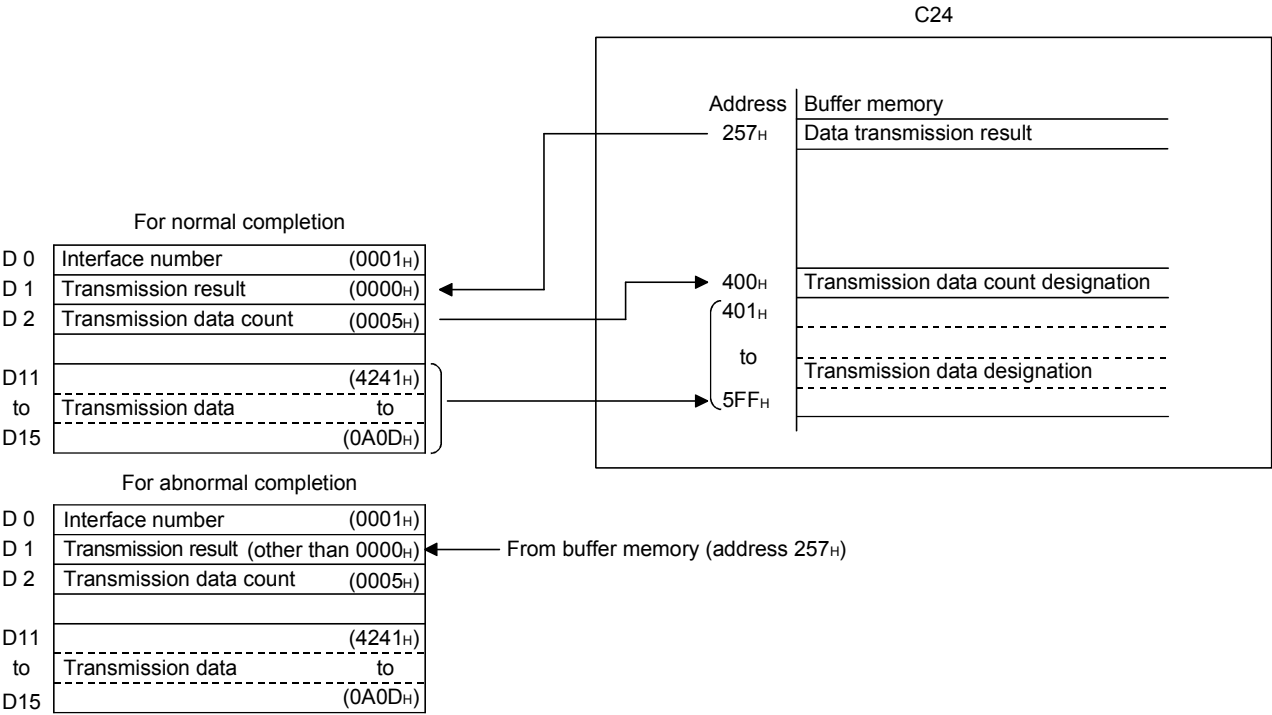 C24
Address Buffer memory
257H Data transmission result
400H Transmission data count designation
401H
to
Transmission data designation
5FFH
For normal completion
D 0 Interface number (0001H)
D 1 Transmission result (0000H)
D 2 Transmission data count (0005H)
D11 (4241H)
to Transmission data to
D15 (0A0DH)
For abnormal completion
D 0 Interface number (0001H)
D 1 Transmission result (other than 0000H) From buffer memory (address 257H)
D 2 Transmission data count (0005H)
D11 (4241H)
to Transmission data to
D15 (0A0DH)